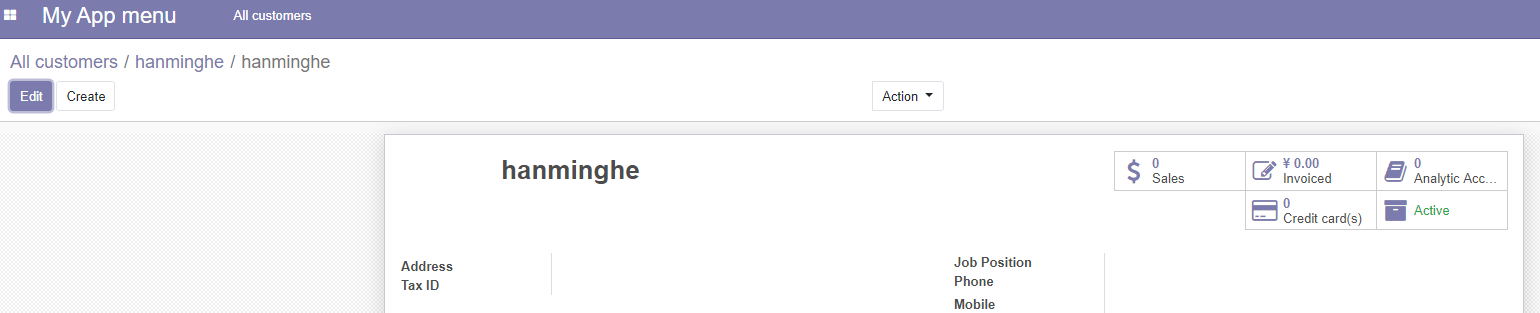 My App menu All customers
All customers / hanminghe / hanminghe
Edit Create Action
hanminghe
0
Sales
¥ 0.00
Invoiced
0
Analytic Acc...
0
Credit card(s)
Active
Address
Tax ID
Job Position
Phone
Mobile